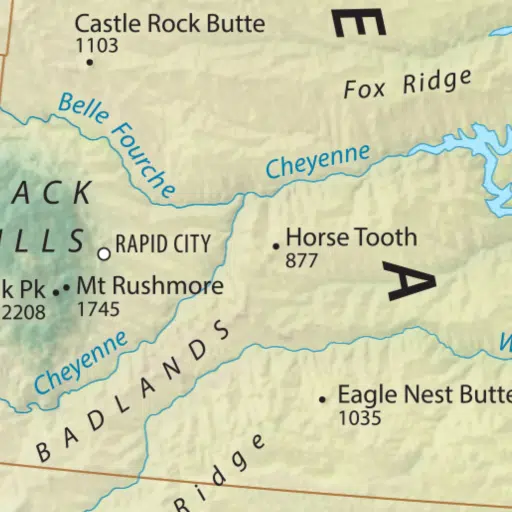 Castle Rock Butte
1103
E
Fox Ridge
Belle Fourche
Cheyenne
ACK
ILLS
RAPID CITY
Horse Tooth
877
A
k Pk
2208
Mt Rushmore
1745
Cheyenne
BADLANDS
W
Eagle Nest Butte
1035
Ridge